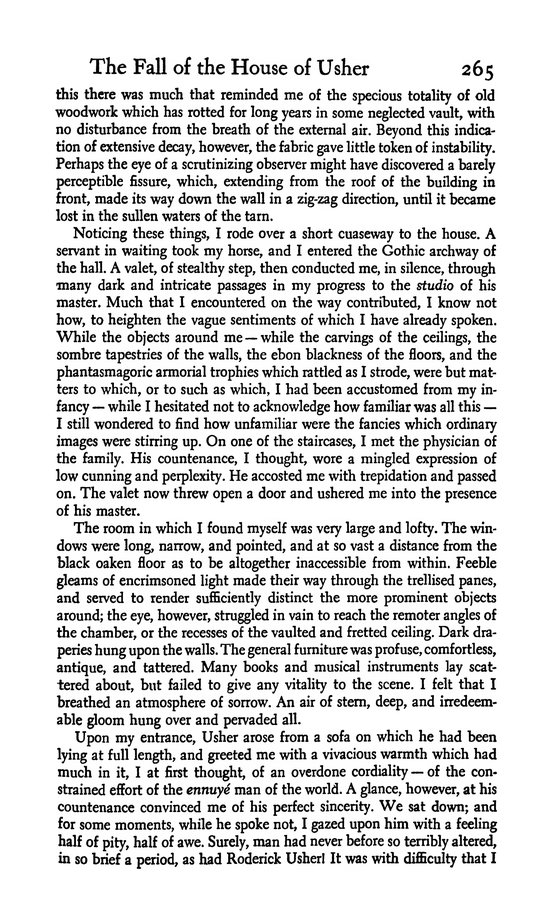 The Fall of the House of Usher 265
this there was much that reminded me of the specious totality of old
woodwork which has rotted for long years in some neglected vault, with
no disturbance from the breath of the external air. Beyond this indica-
tion of extensive decay, however, the fabric gave little token of instability.
Perhaps the eye of a scrutinizing observer might have discovered a barely
perceptible fissure, which, extending from the roof of the building in
front, made its way down the wall in a zig-zag direction, until it became
lost in the sullen waters of the tarn.
Noticing these things, I rode over a short cuaseway to the house. A
servant in waiting took my horse, and I entered the Gothic archway of
the hall. A valet, of stealthy step, then conducted me, in silence, through
many dark and intricate passages in my progress to the studio of his
master. Much that I encountered on the way contributed, I know not
how, to heighten the vague sentiments of which I have already spoken.
While the objects around me — while the carvings of the ceilings, the
sombre tapestries of the walls, the ebon blackness of the floors, and the
phantasmagoric armorial trophies which rattled as I strode, were but mat-
ters to which, or to such as which, I had been accustomed from my in-
fancy — while I hesitated not to acknowledge how familiar was all this —
I still wondered to find how unfamiliar were the fancies which ordinary
images were stirring up. On one of the staircases, I met the physician of
the family. His countenance, I thought, wore a mingled expression of
low cunning and perplexity. He accosted me with trepidation and passed
on. The valet now threw open a door and ushered me into the presence
of his master.
The room in which I found myself was very large and lofty. The win-
dows were long, narrow, and pointed, and at so vast a distance from the
black oaken floor as to be altogether inaccessible from within. Feeble
gleams of encrimsoned light made their way through the trellised panes,
and served to render sufficiently distinct the more prominent objects
around; the eye, however, struggled in vain to reach the remoter angles of
the chamber, or the recesses of the vaulted and fretted ceiling. Dark dra-
peries hung upon the walls. The general furniture was profuse, comfortless,
antique, and tattered. Many books and musical instruments lay scat-
tered about, but failed to give any vitality to the scene. I felt that I
breathed an atmosphere of sorrow. An air of stern, deep, and irredeem-
able gloom hung over and pervaded all.
Upon my entrance, Usher arose from a sofa on which he had been
lying at full length, and greeted me with a vivacious warmth which had
much in it, I at first thought, of an overdone cordiality — of the con-
strained effort of the ennuyé man of the world. A glance, however, at his
countenance convinced me of his perfect sincerity. We sat down; and
for some moments, while he spoke not, I gazed upon him with a feeling
half of pity, half of awe. Surely, man had never before so terribly altered,
in so brief a period, as had Roderick Usher! It was with difficulty that I